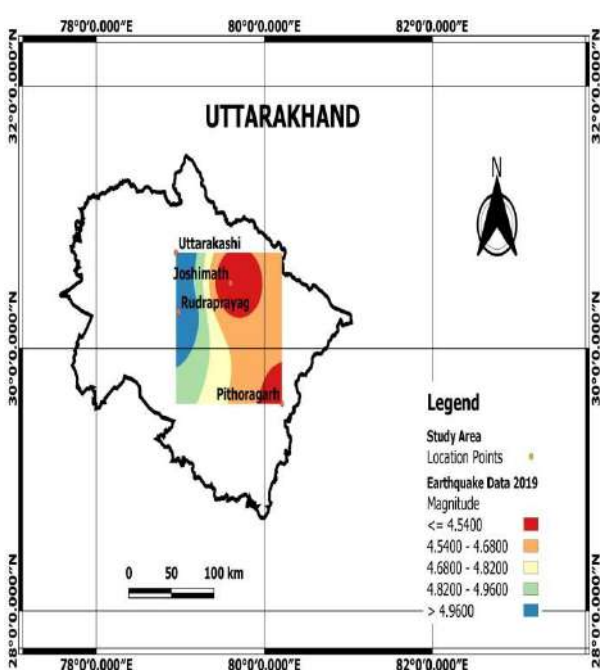 78°0'0.000"E 80°0'0.000"E 82°0'0.000"E
32°0'0.000"N 32°0'0.000"N
UTTARAKHAND
N
Uttarakashi
Joshimath
Rudraprayag
30°0'0.000"N 30°0'0.000"N
Pithoragarh
Legend
Study Area
Location Points
Earthquake Data 2019
Magnitude
<= 4.5400
4.5400 - 4.6800
4.6800 - 4.8200
4.8200 - 4.9600
> 4.9600
0 50 100 km
28°0'0.000"N 28°0'0.000"N
78°0'0.000"E 80°0'0.000"E 82°0'0.000"E